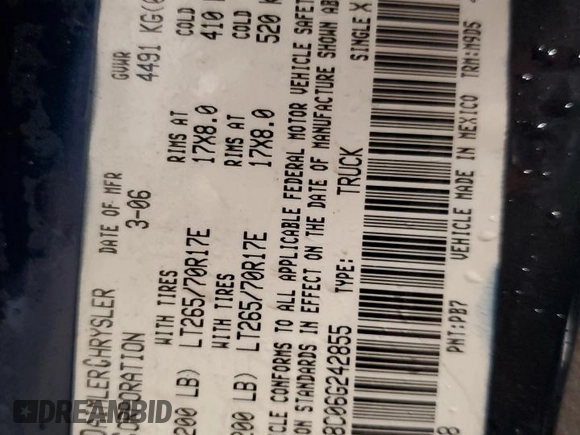 DAIMLERCHRYSLER DATE OF MFR GVWR
CORPORATION 3-06 4491 KG
WITH TIRES RIMS AT COLD
200 LB) LT265/70R17E 17X8.0 410
WITH TIRES RIMS AT COLD
200 LB) LT265/70R17E 17X8.0 520 K
CLE CONFORMS TO ALL APPLICABLE FEDERAL MOTOR VEHICLE SAFET
ON STANDARDS IN EFFECT ON THE DATE OF MANUFACTURE SHOWN AB
8C06G242855 TYPE: TRUCK SINGLE X
PNT:PB7 VEHICLE MADE IN MEXICO TRM:M9D5
DREAMBID